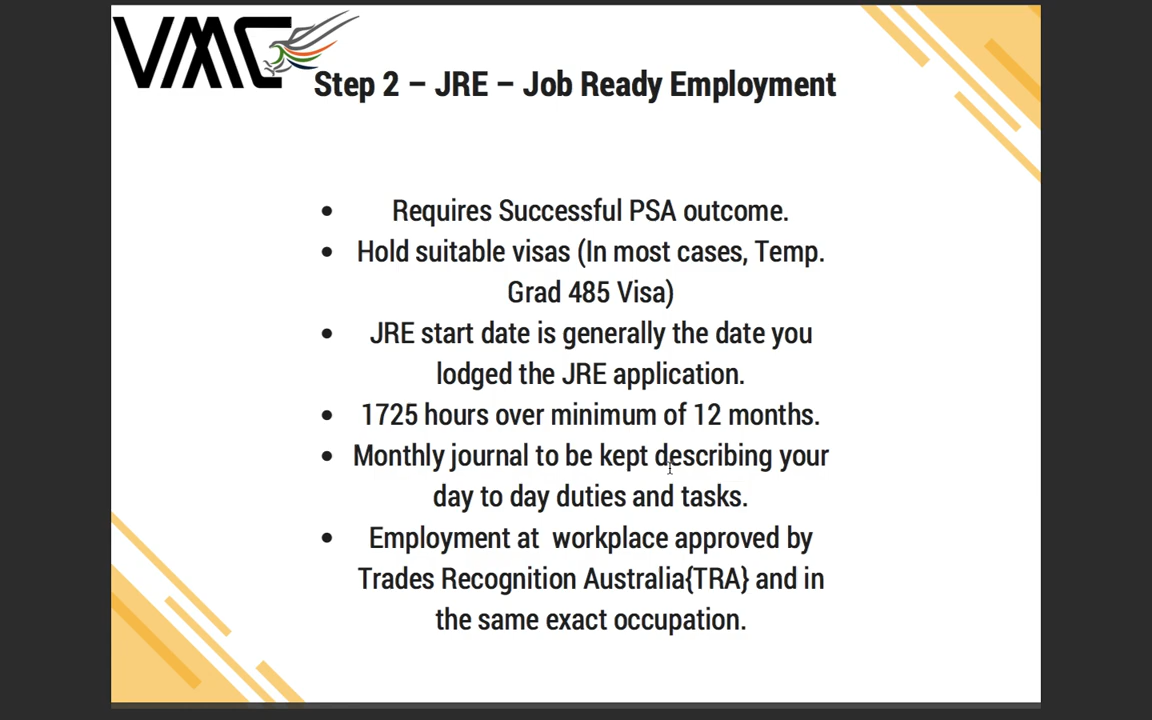 VMC
Step 2 – JRE – Job Ready Employment
• Requires Successful PSA outcome.
• Hold suitable visas (In most cases, Temp.
Grad 485 Visa)
• JRE start date is generally the date you
lodged the JRE application.
• 1725 hours over minimum of 12 months.
• Monthly journal to be kept describing your
day to day duties and tasks.
• Employment at  workplace approved by
Trades Recognition Australia{TRA} and in
the same exact occupation.